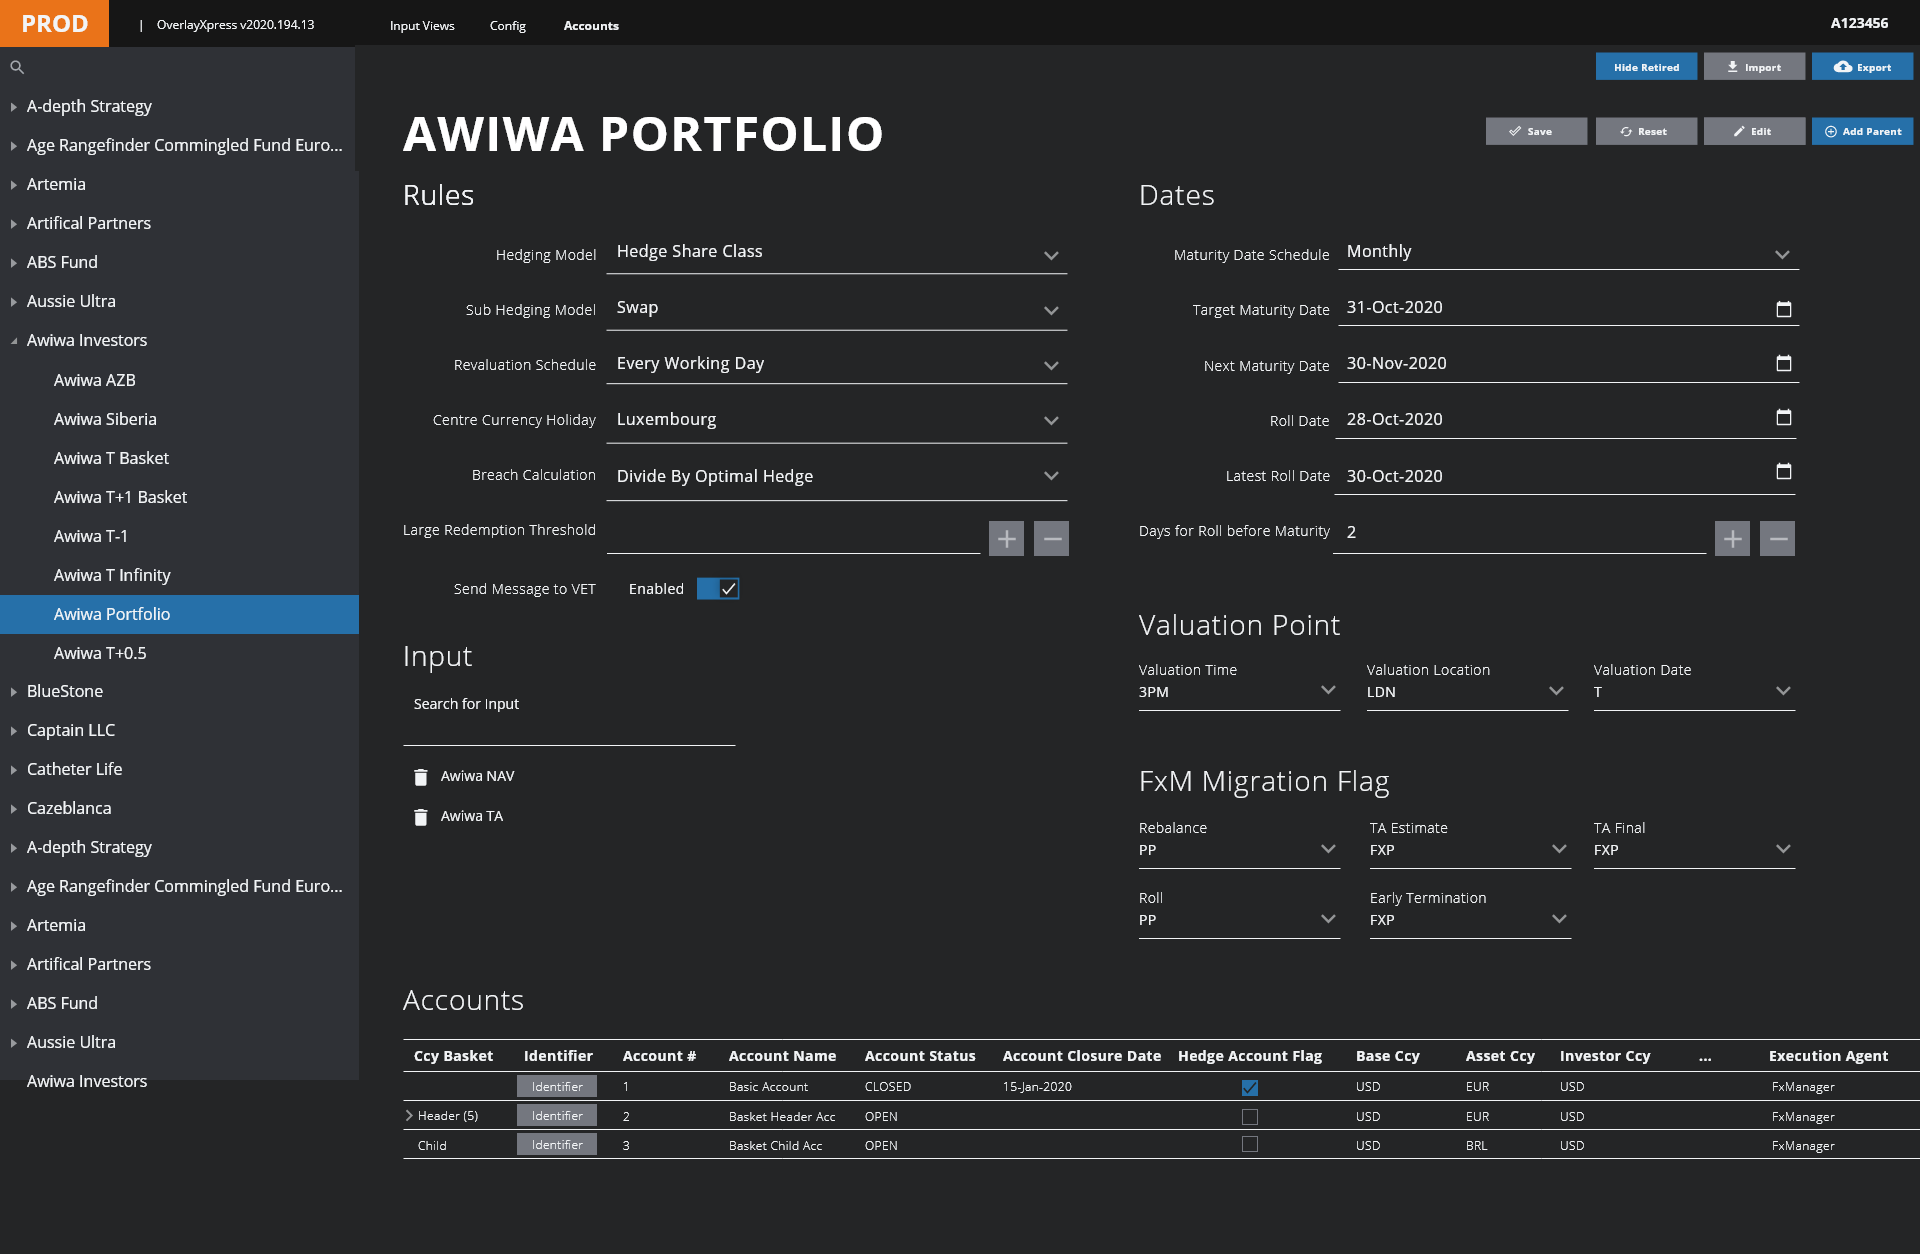 PROD
| OverlayXpress v2020.194.13
Input Views
Config
Accounts
A123456
Hide Retired
Import
Export
A-depth Strategy
Age Rangefinder Commingled Fund Euro...
Artemia
Artifical Partners
ABS Fund
Aussie Ultra
Awiwa Investors
Awiwa AZB
Awiwa Siberia
Awiwa T Basket
Awiwa T+1 Basket
Awiwa T-1
Awiwa T Infinity
Awiwa Portfolio
Awiwa T+0.5
BlueStone
Captain LLC
Catheter Life
Cazeblanca
A-depth Strategy
Age Rangefinder Commingled Fund Euro...
Artemia
Artifical Partners
ABS Fund
Aussie Ultra
Awiwa Investors
AWIWA PORTFOLIO
Save
Reset
Edit
Add Parent
Rules
Hedging Model Hedge Share Class
Sub Hedging Model Swap
Revaluation Schedule Every Working Day
Centre Currency Holiday Luxembourg
Breach Calculation Divide By Optimal Hedge
Large Redemption Threshold
Send Message to VET Enabled
Input
Search for Input
Awiwa NAV
Awiwa TA
Dates
Maturity Date Schedule Monthly
Target Maturity Date 31-Oct-2020
Next Maturity Date 30-Nov-2020
Roll Date 28-Oct-2020
Latest Roll Date 30-Oct-2020
Days for Roll before Maturity 2
Valuation Point
Valuation Time Valuation Location Valuation Date
3PM LDN T
FxM Migration Flag
Rebalance TA Estimate TA Final
PP FXP FXP
Roll Early Termination
PP FXP
Accounts
Ccy Basket Identifier Account # Account Name Account Status Account Closure Date Hedge Account Flag Base Ccy Asset Ccy Investor Ccy ... Execution Agent
Identifier 1 Basic Account CLOSED 15-Jan-2020 USD EUR USD FxManager
Header (5) Identifier 2 Basket Header Acc OPEN USD EUR USD FxManager
Child Identifier 3 Basket Child Acc OPEN USD BRL USD FxManager